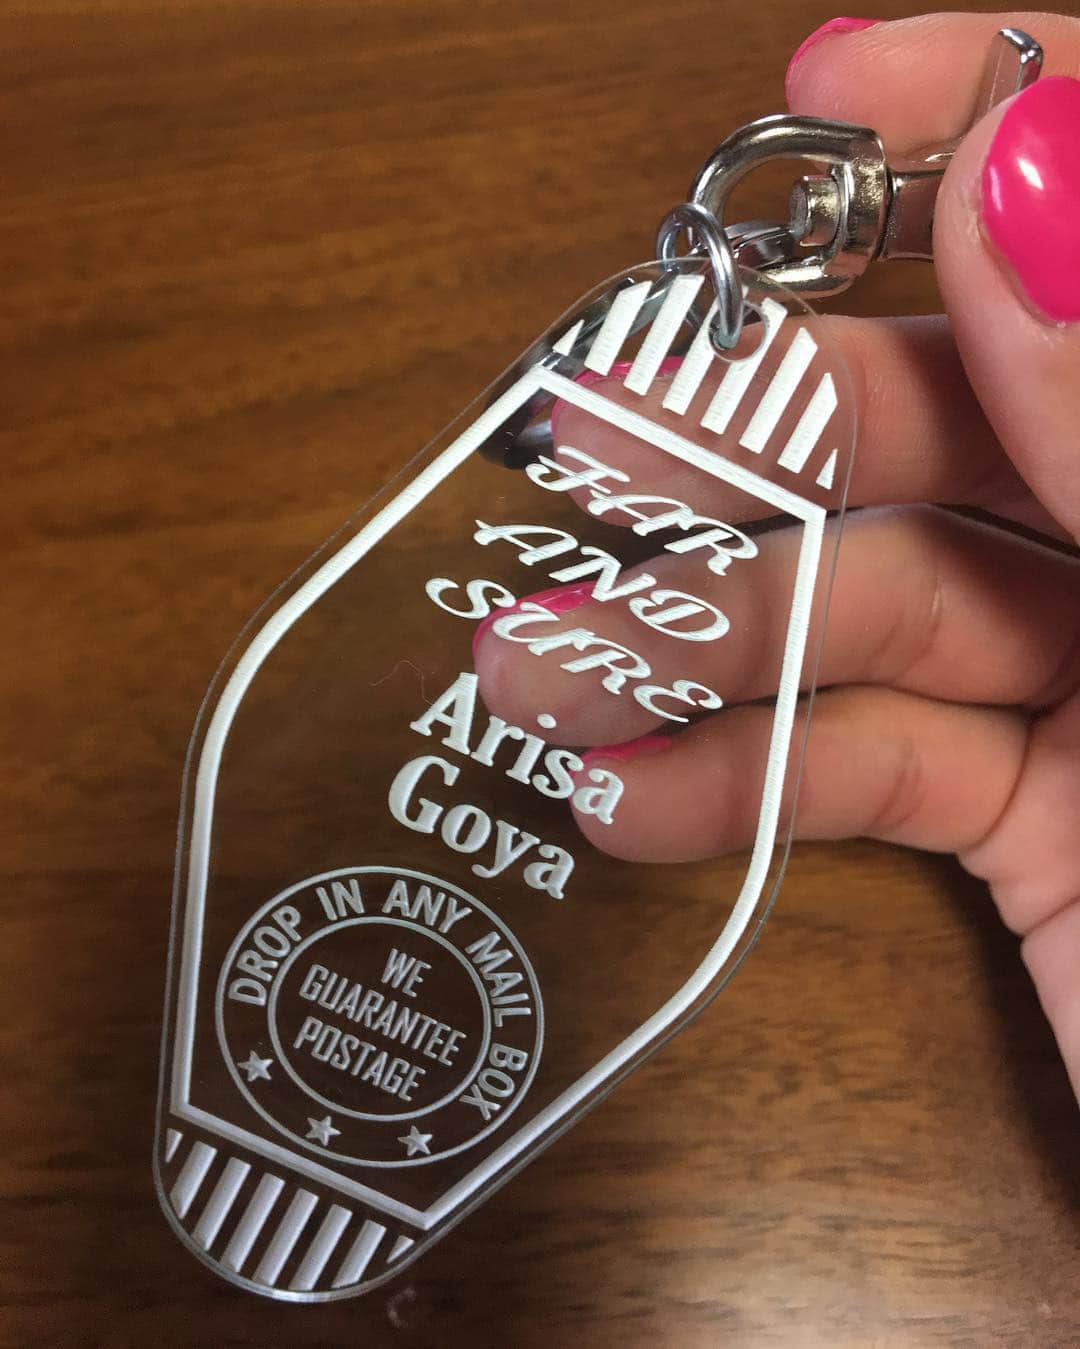 FAR
AND
SURE
Arisa
Goya
DROP IN ANY MAIL BOX
WE
GUARANTEE
POSTAGE